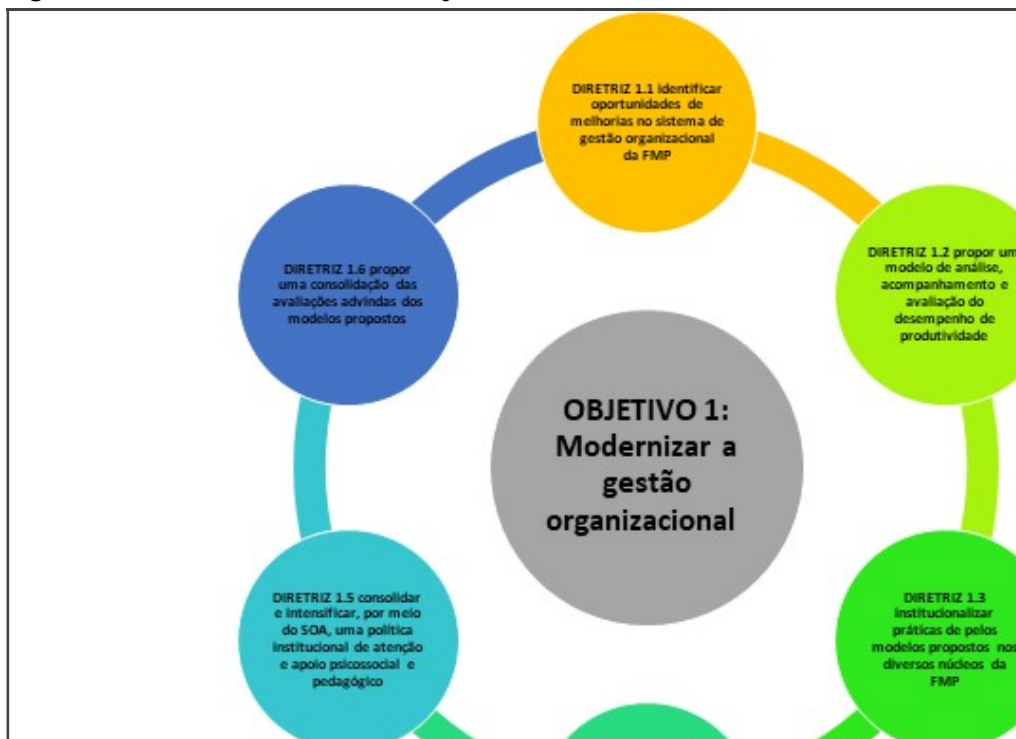 DIRETRIZ 1.1 identificar
oportunidades de
melhorias no sistema de
gestão organizacional
da FMP
DIRETRIZ 1.2 propor um
modelo de análise,
acompanhamento e
avaliação do
desempenho de
produtividade
DIRETRIZ 1.6 propor
uma consolidação das
avaliações advindas dos
modelos propostos
OBJETIVO 1:
Modernizar a
gestão
organizacional
DIRETRIZ 1.3
institucionalizar
práticas de pelos
modelos propostos nos
diversos núcleos da
FMP
DIRETRIZ 1.5 consolidar
e intensificar, por meio
do SOA, uma política
institucional de atenção
e apoio psicossocial e
pedagógico